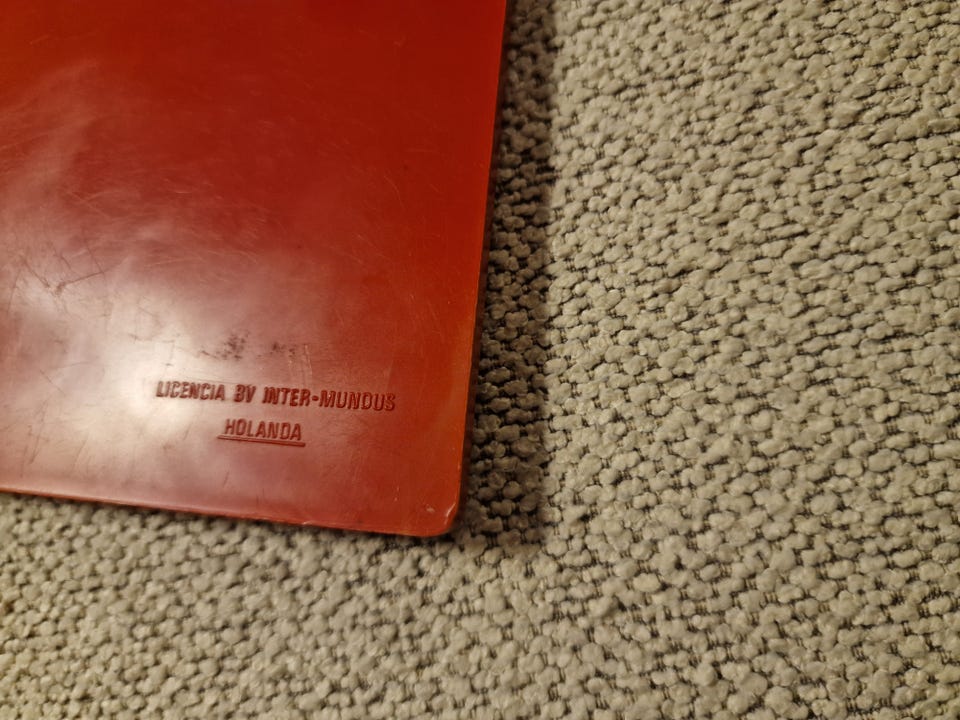 LICENCIA BV INTER-MUNDUS
HOLANDA